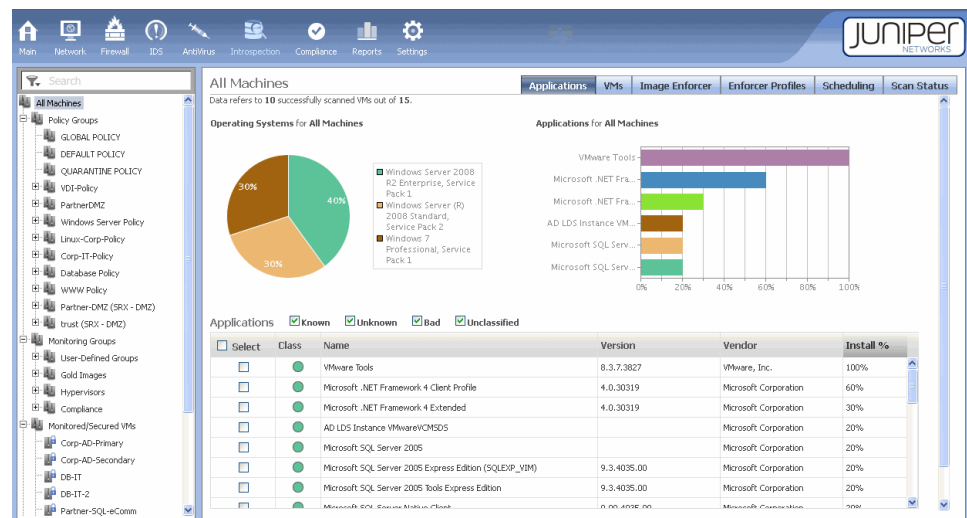 Main Network Firewall IDS AntiVirus Introspection Compliance Reports Settings
JUNIPER
NETWORKS
Search
All Machines
Policy Groups
GLOBAL POLICY
DEFAULT POLICY
QUARANTINE POLICY
VDI-Policy
PartnerDMZ
Windows Server Policy
Linux-Corp-Policy
Corp-IT-Policy
Database Policy
WWW Policy
Partner-DMZ (SRX - DMZ)
trust (SRX - DMZ)
Monitoring Groups
User-Defined Groups
Gold Images
Hypervisors
Compliance
Monitored/Secured VMs
Corp-AD-Primary
Corp-AD-Secondary
DB-IT
DB-IT-2
Partner-SQL-eComm
All Machines
Applications VMs Image Enforcer Enforcer Profiles Scheduling Scan Status
Data refers to 10 successfully scanned VMs out of 15.
Operating Systems for All Machines
30%
40%
30%
Windows Server 2008
R2 Enterprise, Service
Pack 1
Windows Server (R)
2008 Standard,
Service Pack 2
Windows 7
Professional, Service
Pack 1
Applications for All Machines
VMware Tools
Microsoft .NET Fra...
Microsoft .NET Fra...
AD LDS Instance VM...
Microsoft SQL Serv...
Microsoft SQL Serv...
0% 20% 40% 60% 80% 100%
Applications Known Unknown Bad Unclassified
Select Class Name Version Vendor Install %
VMware Tools 8.3.7.3827 VMware, Inc. 100%
Microsoft .NET Framework 4 Client Profile 4.0.30319 Microsoft Corporation 60%
Microsoft .NET Framework 4 Extended 4.0.30319 Microsoft Corporation 30%
AD LDS Instance VMwareVCMSDS Microsoft Corporation 20%
Microsoft SQL Server 2005 Microsoft Corporation 20%
Microsoft SQL Server 2005 Express Edition (SQLEXP_VIM) 9.3.4035.00 Microsoft Corporation 20%
Microsoft SQL Server 2005 Tools Express Edition 9.3.4035.00 Microsoft Corporation 20%
Microsoft SQL Server Native Client 9.00.4035.00 Microsoft Corporation 20%